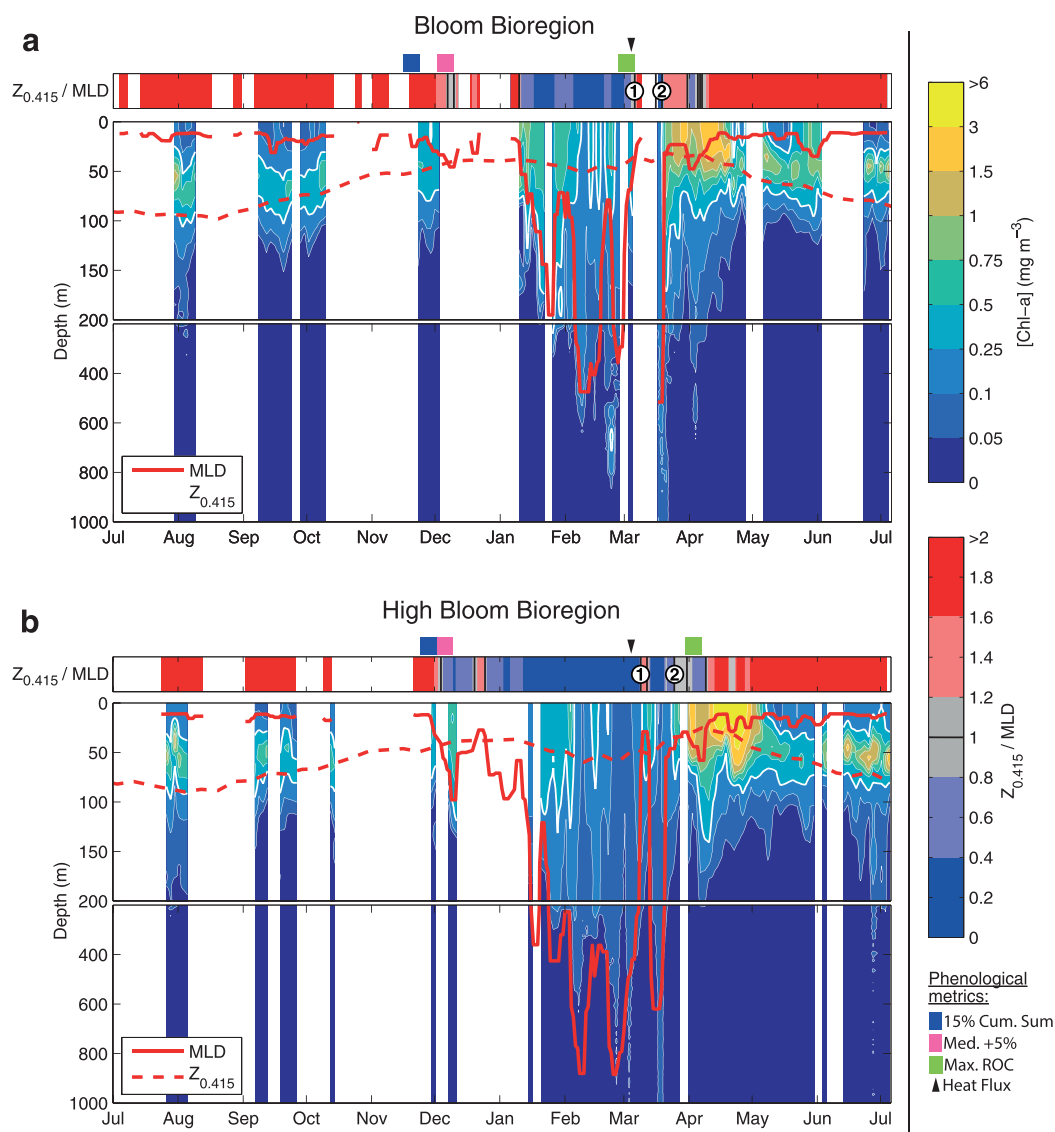 Bloom Bioregion
a
Z0.415 / MLD
1
2
0
50
100
150
200
400
600
800
1000
Depth (m)
MLD
Z0.415
Jul
Aug
Sep
Oct
Nov
Dec
Jan
Feb
Mar
Apr
May
Jun
Jul
High Bloom Bioregion
b
Z0.415 / MLD
1
2
0
50
100
150
200
400
600
800
1000
Depth (m)
MLD
Z0.415
Jul
Aug
Sep
Oct
Nov
Dec
Jan
Feb
Mar
Apr
May
Jun
Jul
>6
3
1.5
1
0.75
0.5
0.25
0.1
0.05
0
[Chl−a] (mg m−3)
>2
1.8
1.6
1.4
1.2
1
0.8
0.6
0.4
0.2
0
Z0.415 / MLD
Phenological
metrics:
15% Cum. Sum
Med. +5%
Max. ROC
Heat Flux